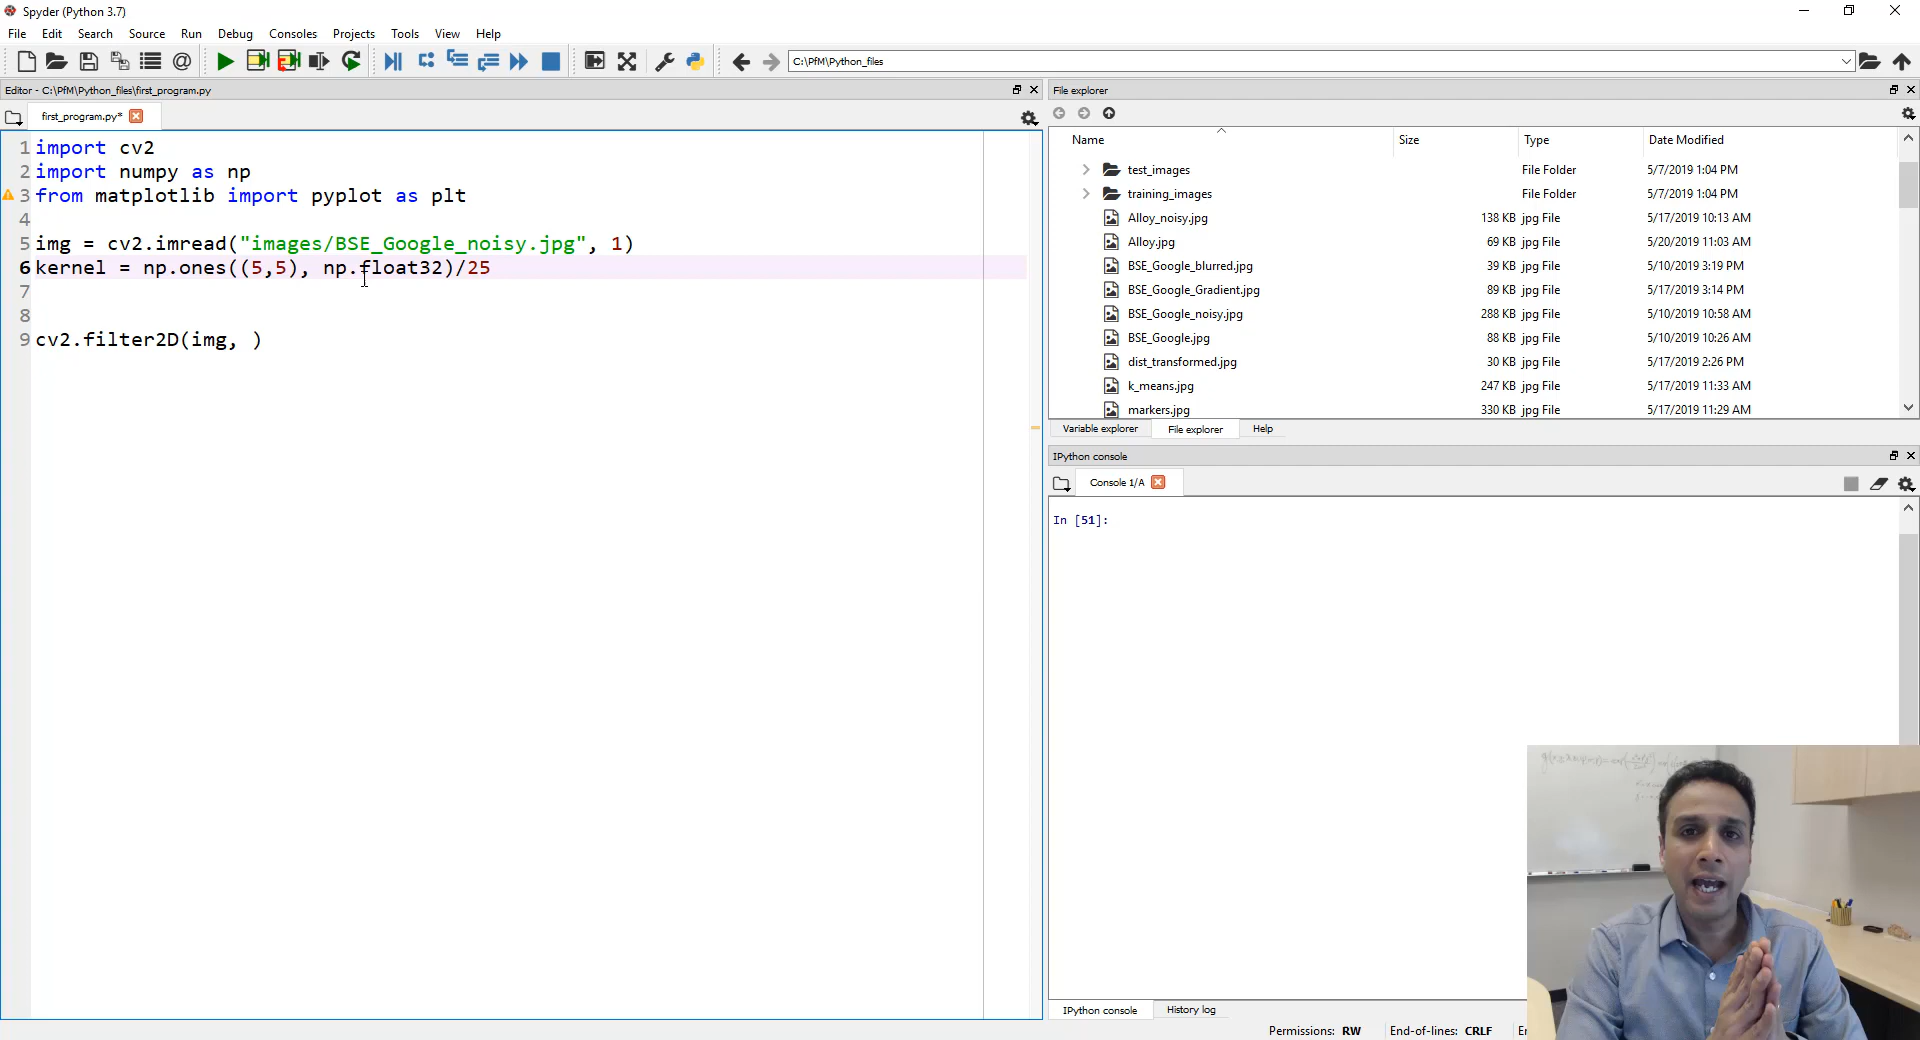 Spyder (Python 3.7)
File Edit Search Source Run Debug Consoles Projects Tools View Help
C:\PfM\Python_files
Editor - C:\PfM\Python_files\first_program.py
first_program.py*
1 import cv2
2 import numpy as np
3 from matplotlib import pyplot as plt
4
5 img = cv2.imread("images/BSE_Google_noisy.jpg", 1)
6 kernel = np.ones((5,5), np.float32)/25
7
8
9 cv2.filter2D(img, )
File explorer
Name Size Type Date Modified
test_images File Folder 5/7/2019 1:04 PM
training_images File Folder 5/7/2019 1:04 PM
Alloy_noisy.jpg 138 KB jpg File 5/17/2019 10:13 AM
Alloy.jpg 69 KB jpg File 5/20/2019 11:03 AM
BSE_Google_blurred.jpg 39 KB jpg File 5/10/2019 3:19 PM
BSE_Google_Gradient.jpg 89 KB jpg File 5/17/2019 3:14 PM
BSE_Google_noisy.jpg 288 KB jpg File 5/10/2019 10:58 AM
BSE_Google.jpg 88 KB jpg File 5/10/2019 10:26 AM
dist_transformed.jpg 30 KB jpg File 5/17/2019 2:26 PM
k_means.jpg 247 KB jpg File 5/17/2019 11:33 AM
markers.jpg 330 KB jpg File 5/17/2019 11:29 AM
Variable explorer File explorer Help
IPython console
Console 1/A
In [51]:
IPython console History log
Permissions: RW End-of-lines: CRLF